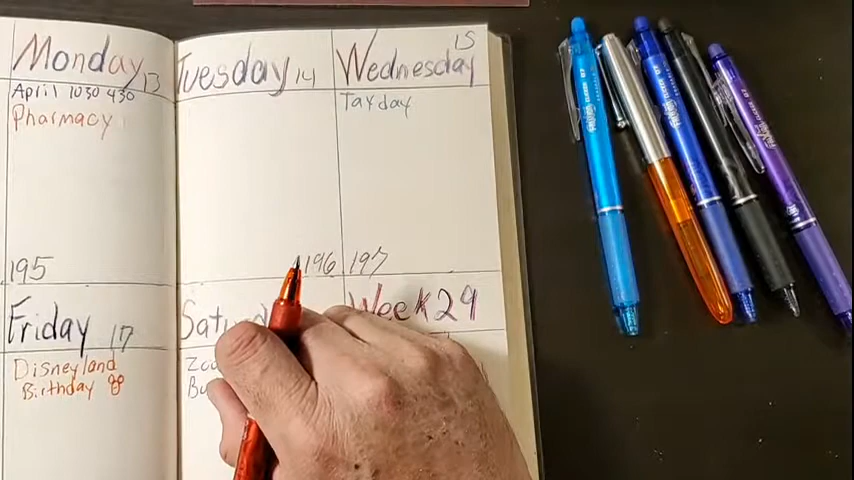 Monday 13
April 1030 430
Pharmacy
195
Tuesday 14
196
Wednesday 15
Taxday
197
Friday 17
Disneyland
Birthday
Week 29